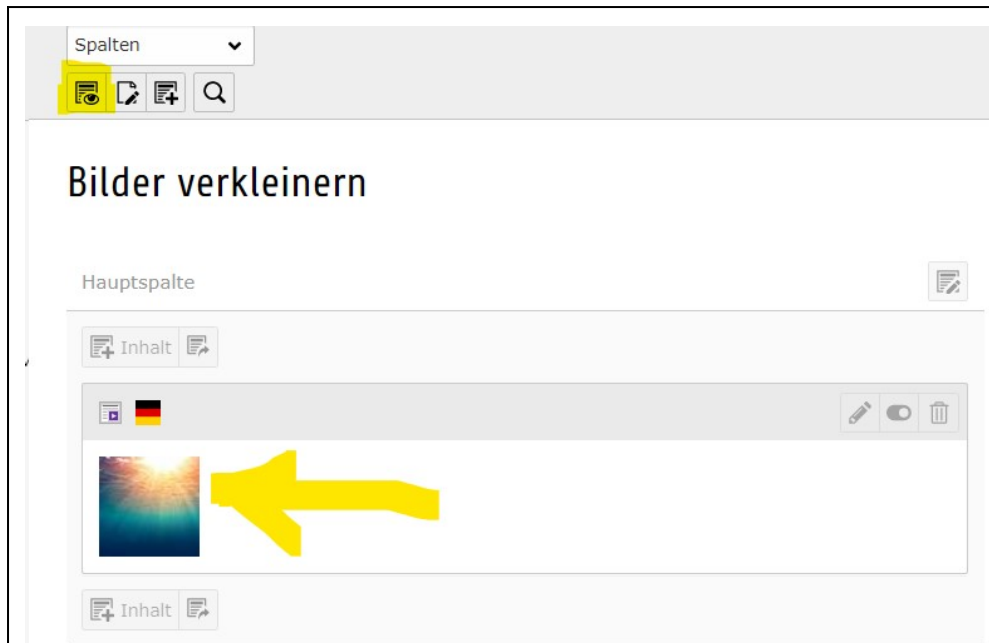 Spalten
Bilder verkleinern
Hauptspalte
Inhalt
Inhalt